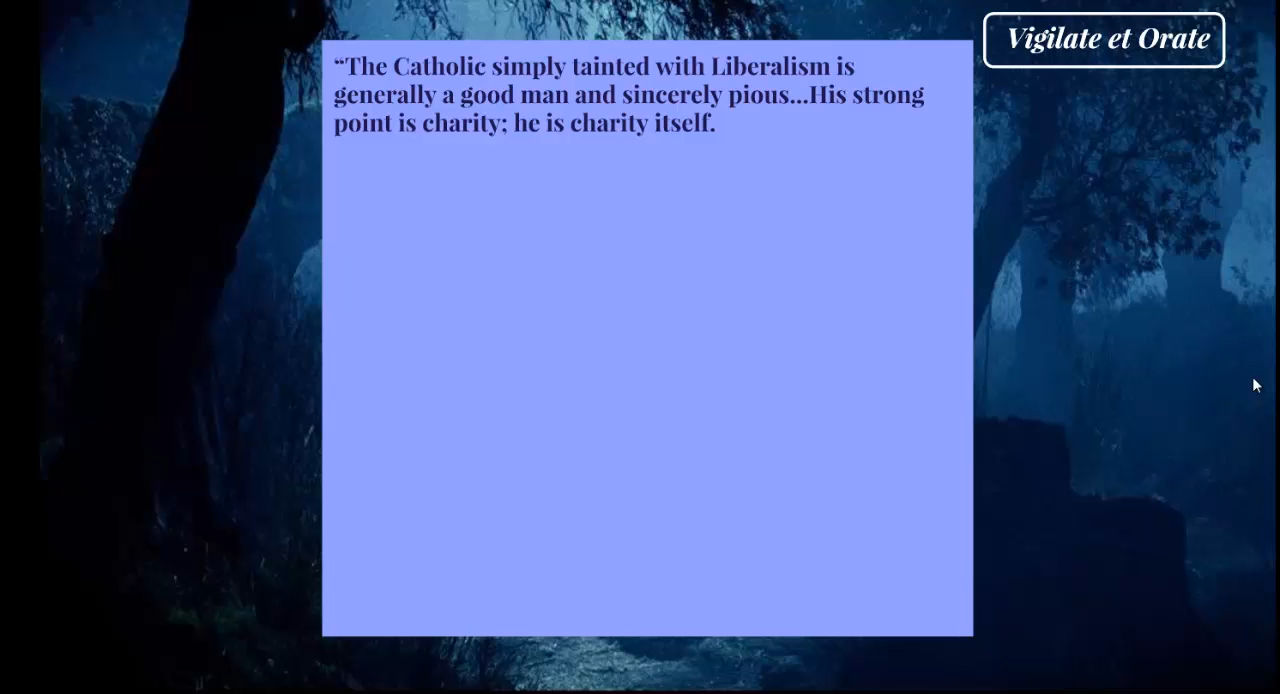 Vigilate et Orate
“The Catholic simply tainted with Liberalism is
generally a good man and sincerely pious...His strong
point is charity; he is charity itself.